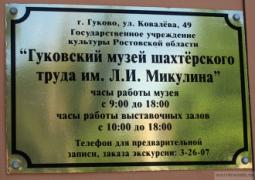 г. Гуково, ул. Ковалёва, 49
Государственное учреждение
культуры Ростовской области
“Гуковский музей шахтёрского
труда им. Л.И. Микулина”
часы работы музея
с 9:00 до 18:00
часы работы выставочных залов
с 10:00 до 18:00
Телефон для предварительной
записи, заказа экскурсии: 3-26-07